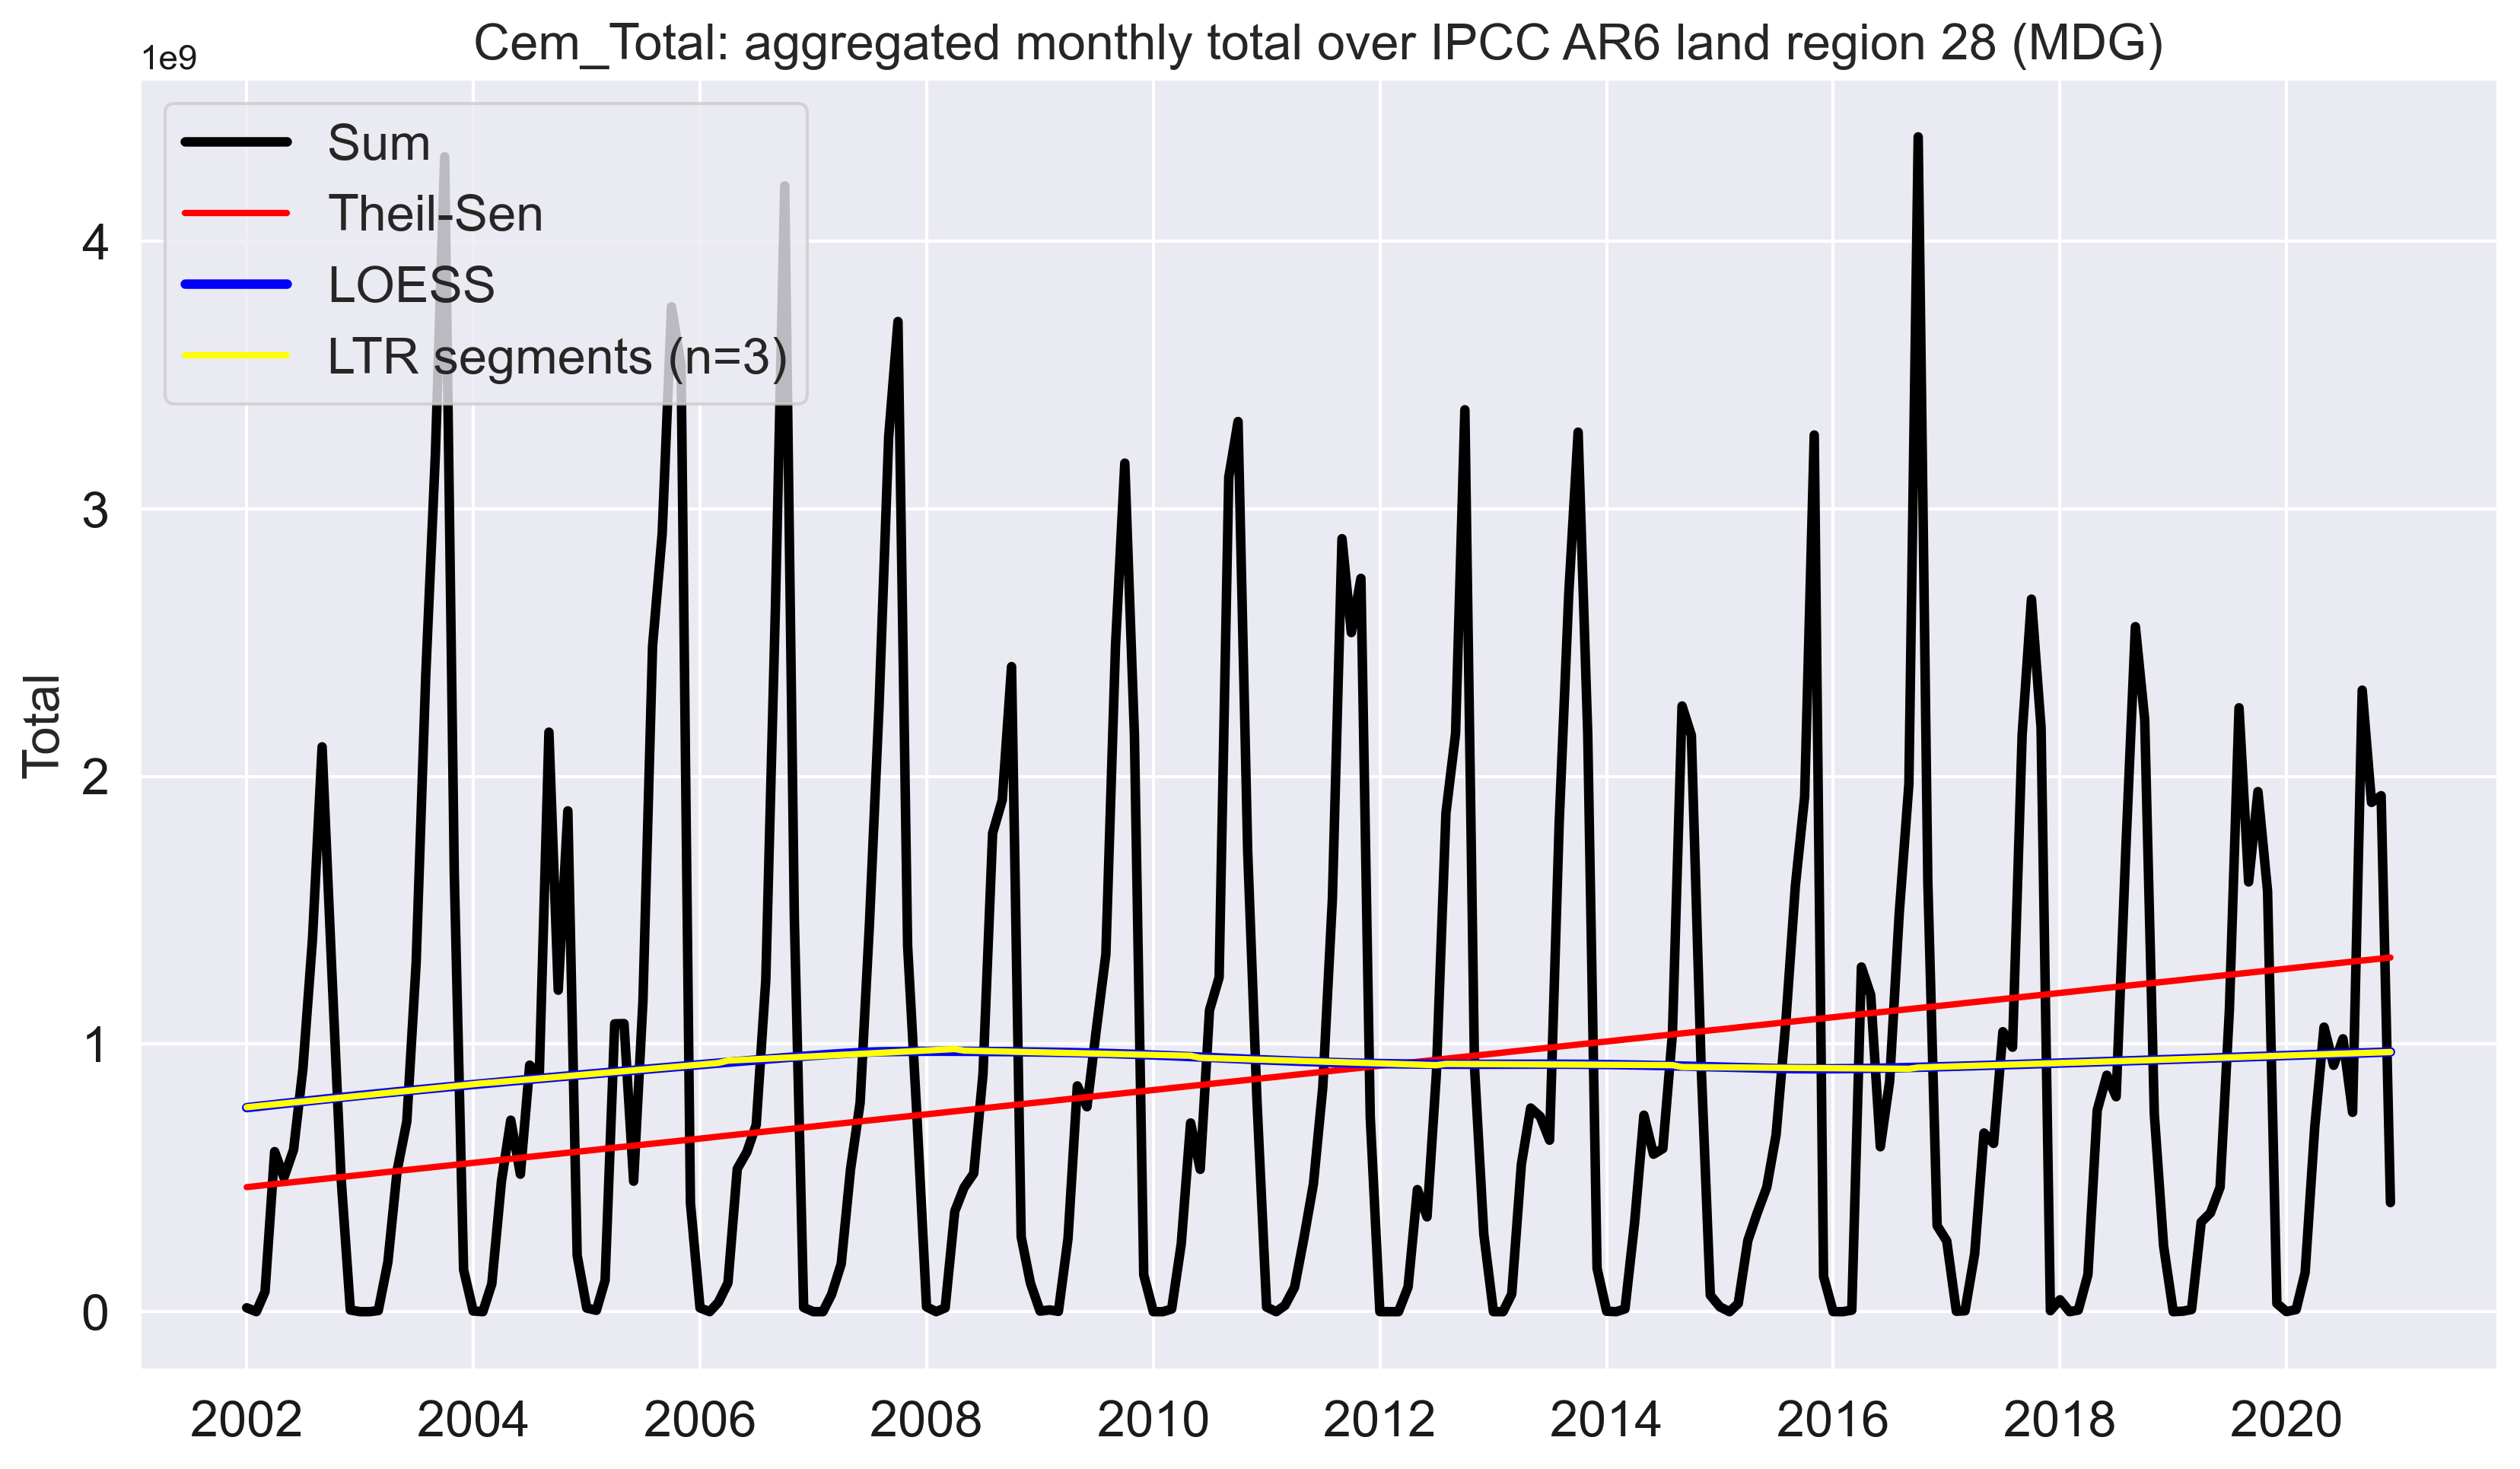 Cem_Total: aggregated monthly total over IPCC AR6 land region 28 (MDG)
1e9
Sum
Theil-Sen
LOESS
LTR segments (n=3)
Total
4
3
2
1
0
2002 2004 2006 2008 2010 2012 2014 2016 2018 2020